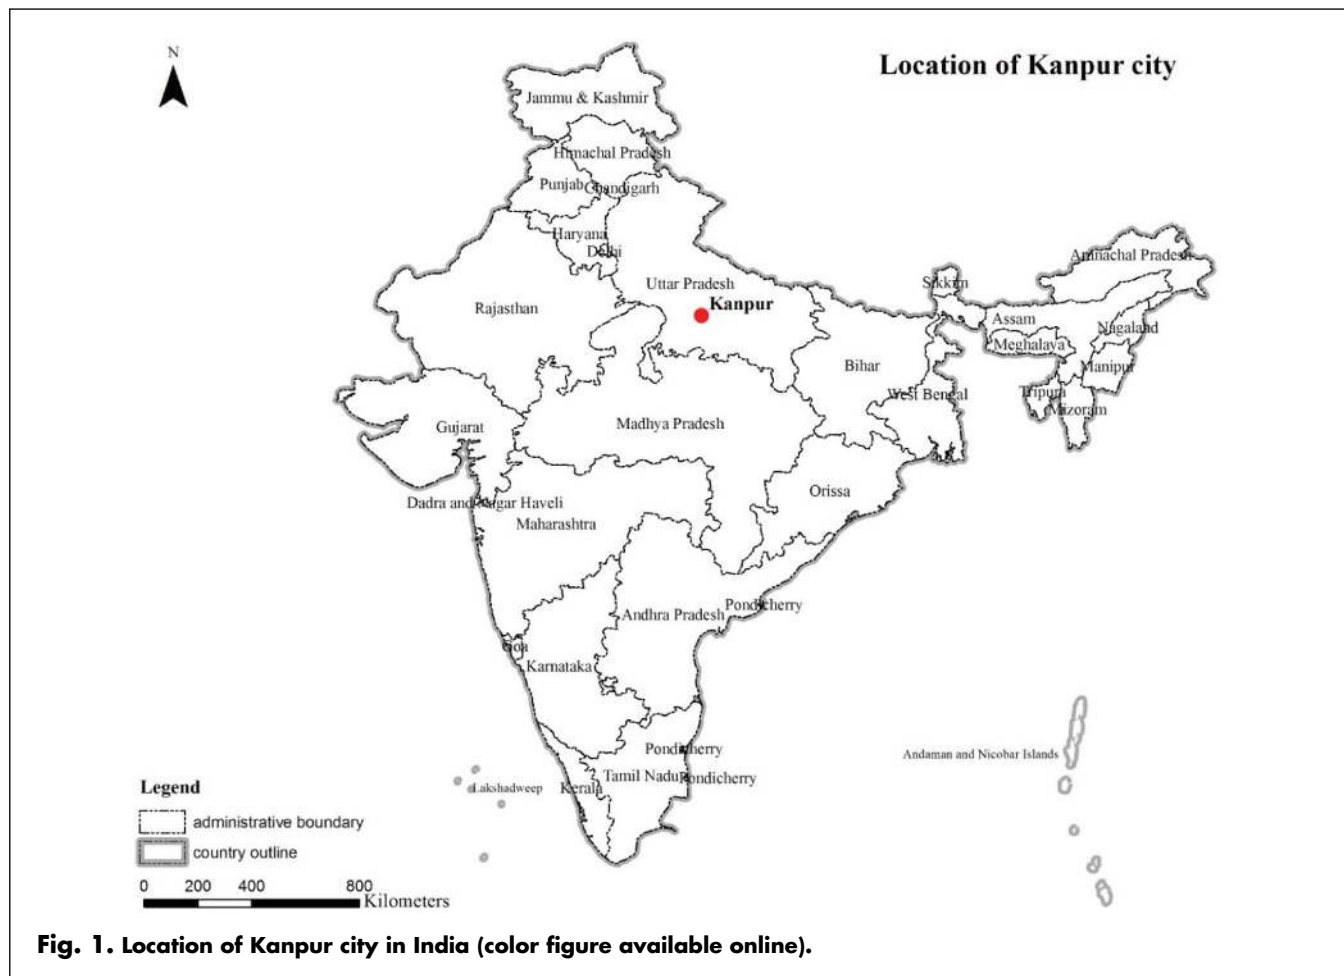 N
Location of Kanpur city
Jammu & Kashmir
Himachal Pradesh
Punjab
Chandigarh
Haryana
Delhi
Uttar Pradesh
Kanpur
Rajasthan
Sikkim
Arunachal Pradesh
Assam
Nagaland
Meghalaya
Manipur
Bihar
Tripura
Mizoram
West Bengal
Gujarat
Madhya Pradesh
Orissa
Dadra and Nagar Haveli
Maharashtra
Andhra Pradesh
Pondicherry
Goa
Karnataka
Pondicherry
Andaman and Nicobar Islands
Tamil Nadu
Pondicherry
Kerala
Lakshadweep
Legend
administrative boundary
country outline
0 200 400 800
Kilometers
Fig. 1. Location of Kanpur city in India (color figure available online).